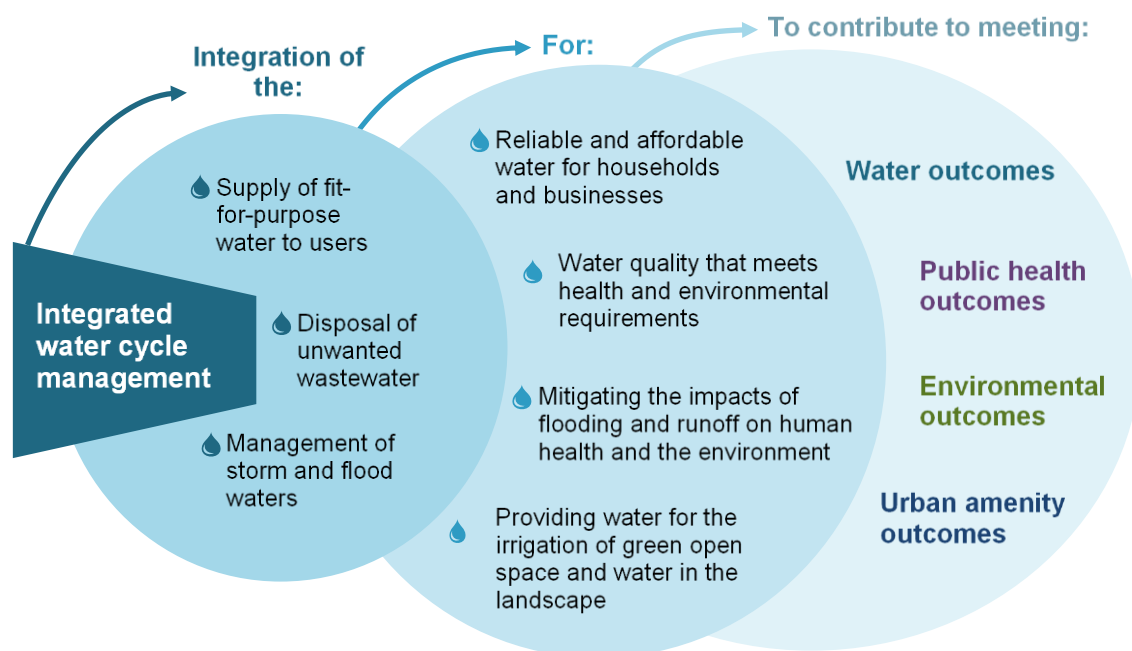 Integration of
the:
For:
To contribute to meeting:
Integrated
water cycle
management
Supply of fit-
for-purpose
water to users
Disposal of
unwanted
wastewater
Management of
storm and flood
waters
Reliable and affordable
water for households
and businesses
Water quality that meets
health and environmental
requirements
Mitigating the impacts of
flooding and runoff on human
health and the environment
Providing water for the
irrigation of green open
space and water in the
landscape
Water outcomes
Public health
outcomes
Environmental
outcomes
Urban amenity
outcomes